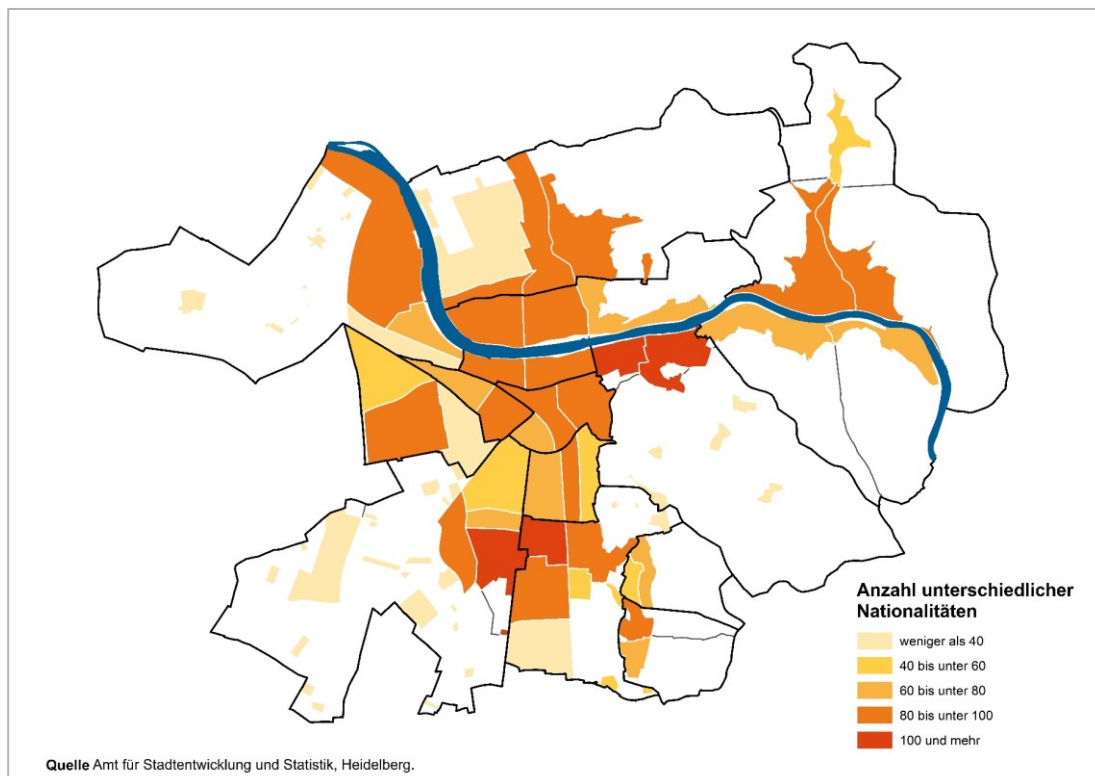 Anzahl unterschiedlicher
Nationalitäten
weniger als 40
40 bis unter 60
60 bis unter 80
80 bis unter 100
100 und mehr
Quelle Amt für Stadtentwicklung und Statistik, Heidelberg.